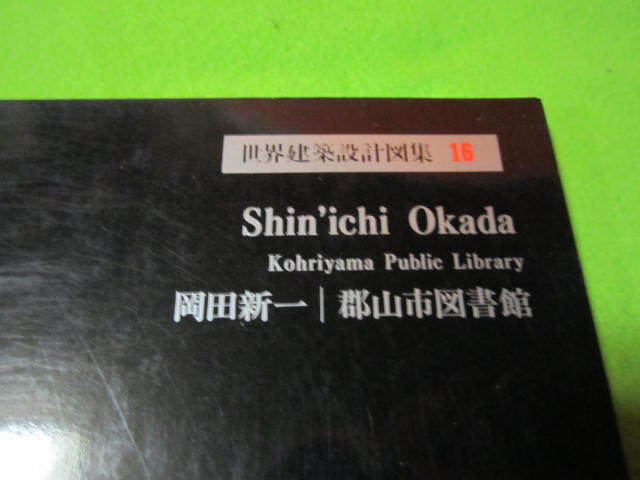 世界建築設計図集 16
Shin'ichi Okada
Kohriyama Public Library
岡田新一｜郡山市図書館